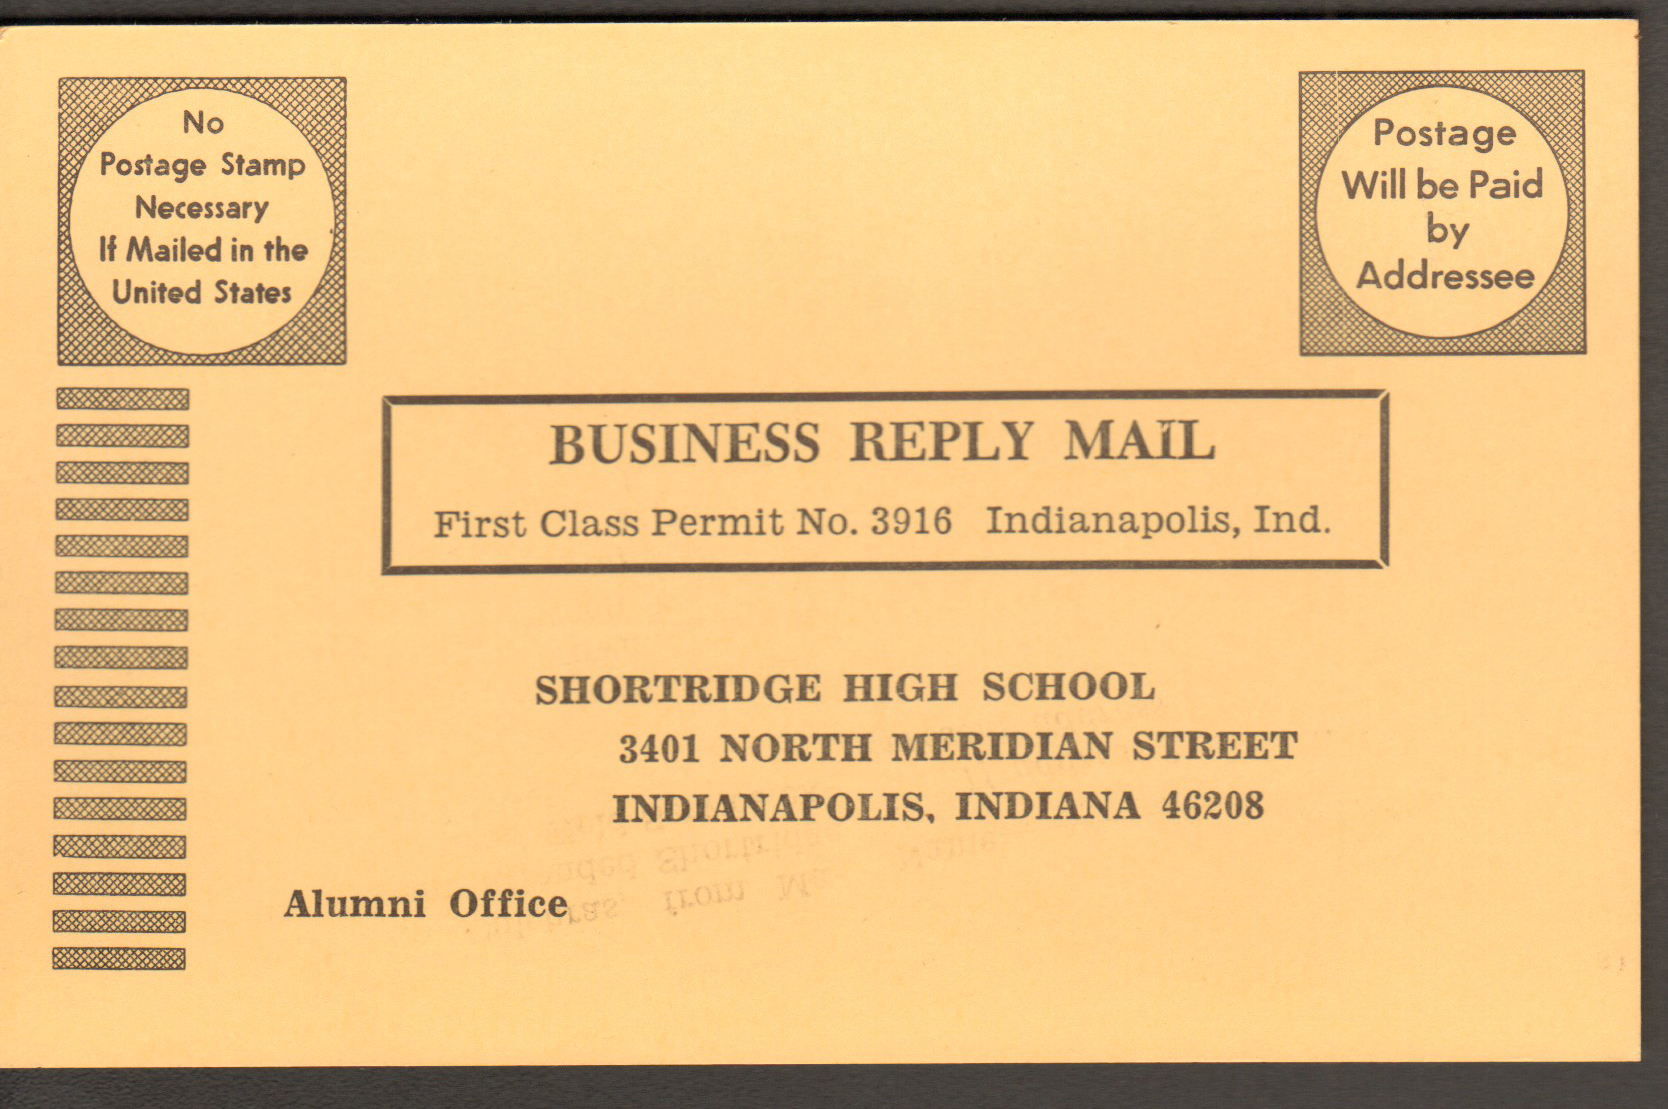 No
Postage Stamp
Necessary
If Mailed in the
United States
Postage
Will be Paid
by
Addressee
BUSINESS REPLY MAIL
First Class Permit No. 3916 Indianapolis, Ind.
SHORTRIDGE HIGH SCHOOL
3401 NORTH MERIDIAN STREET
INDIANAPOLIS, INDIANA 46208
Alumni Office